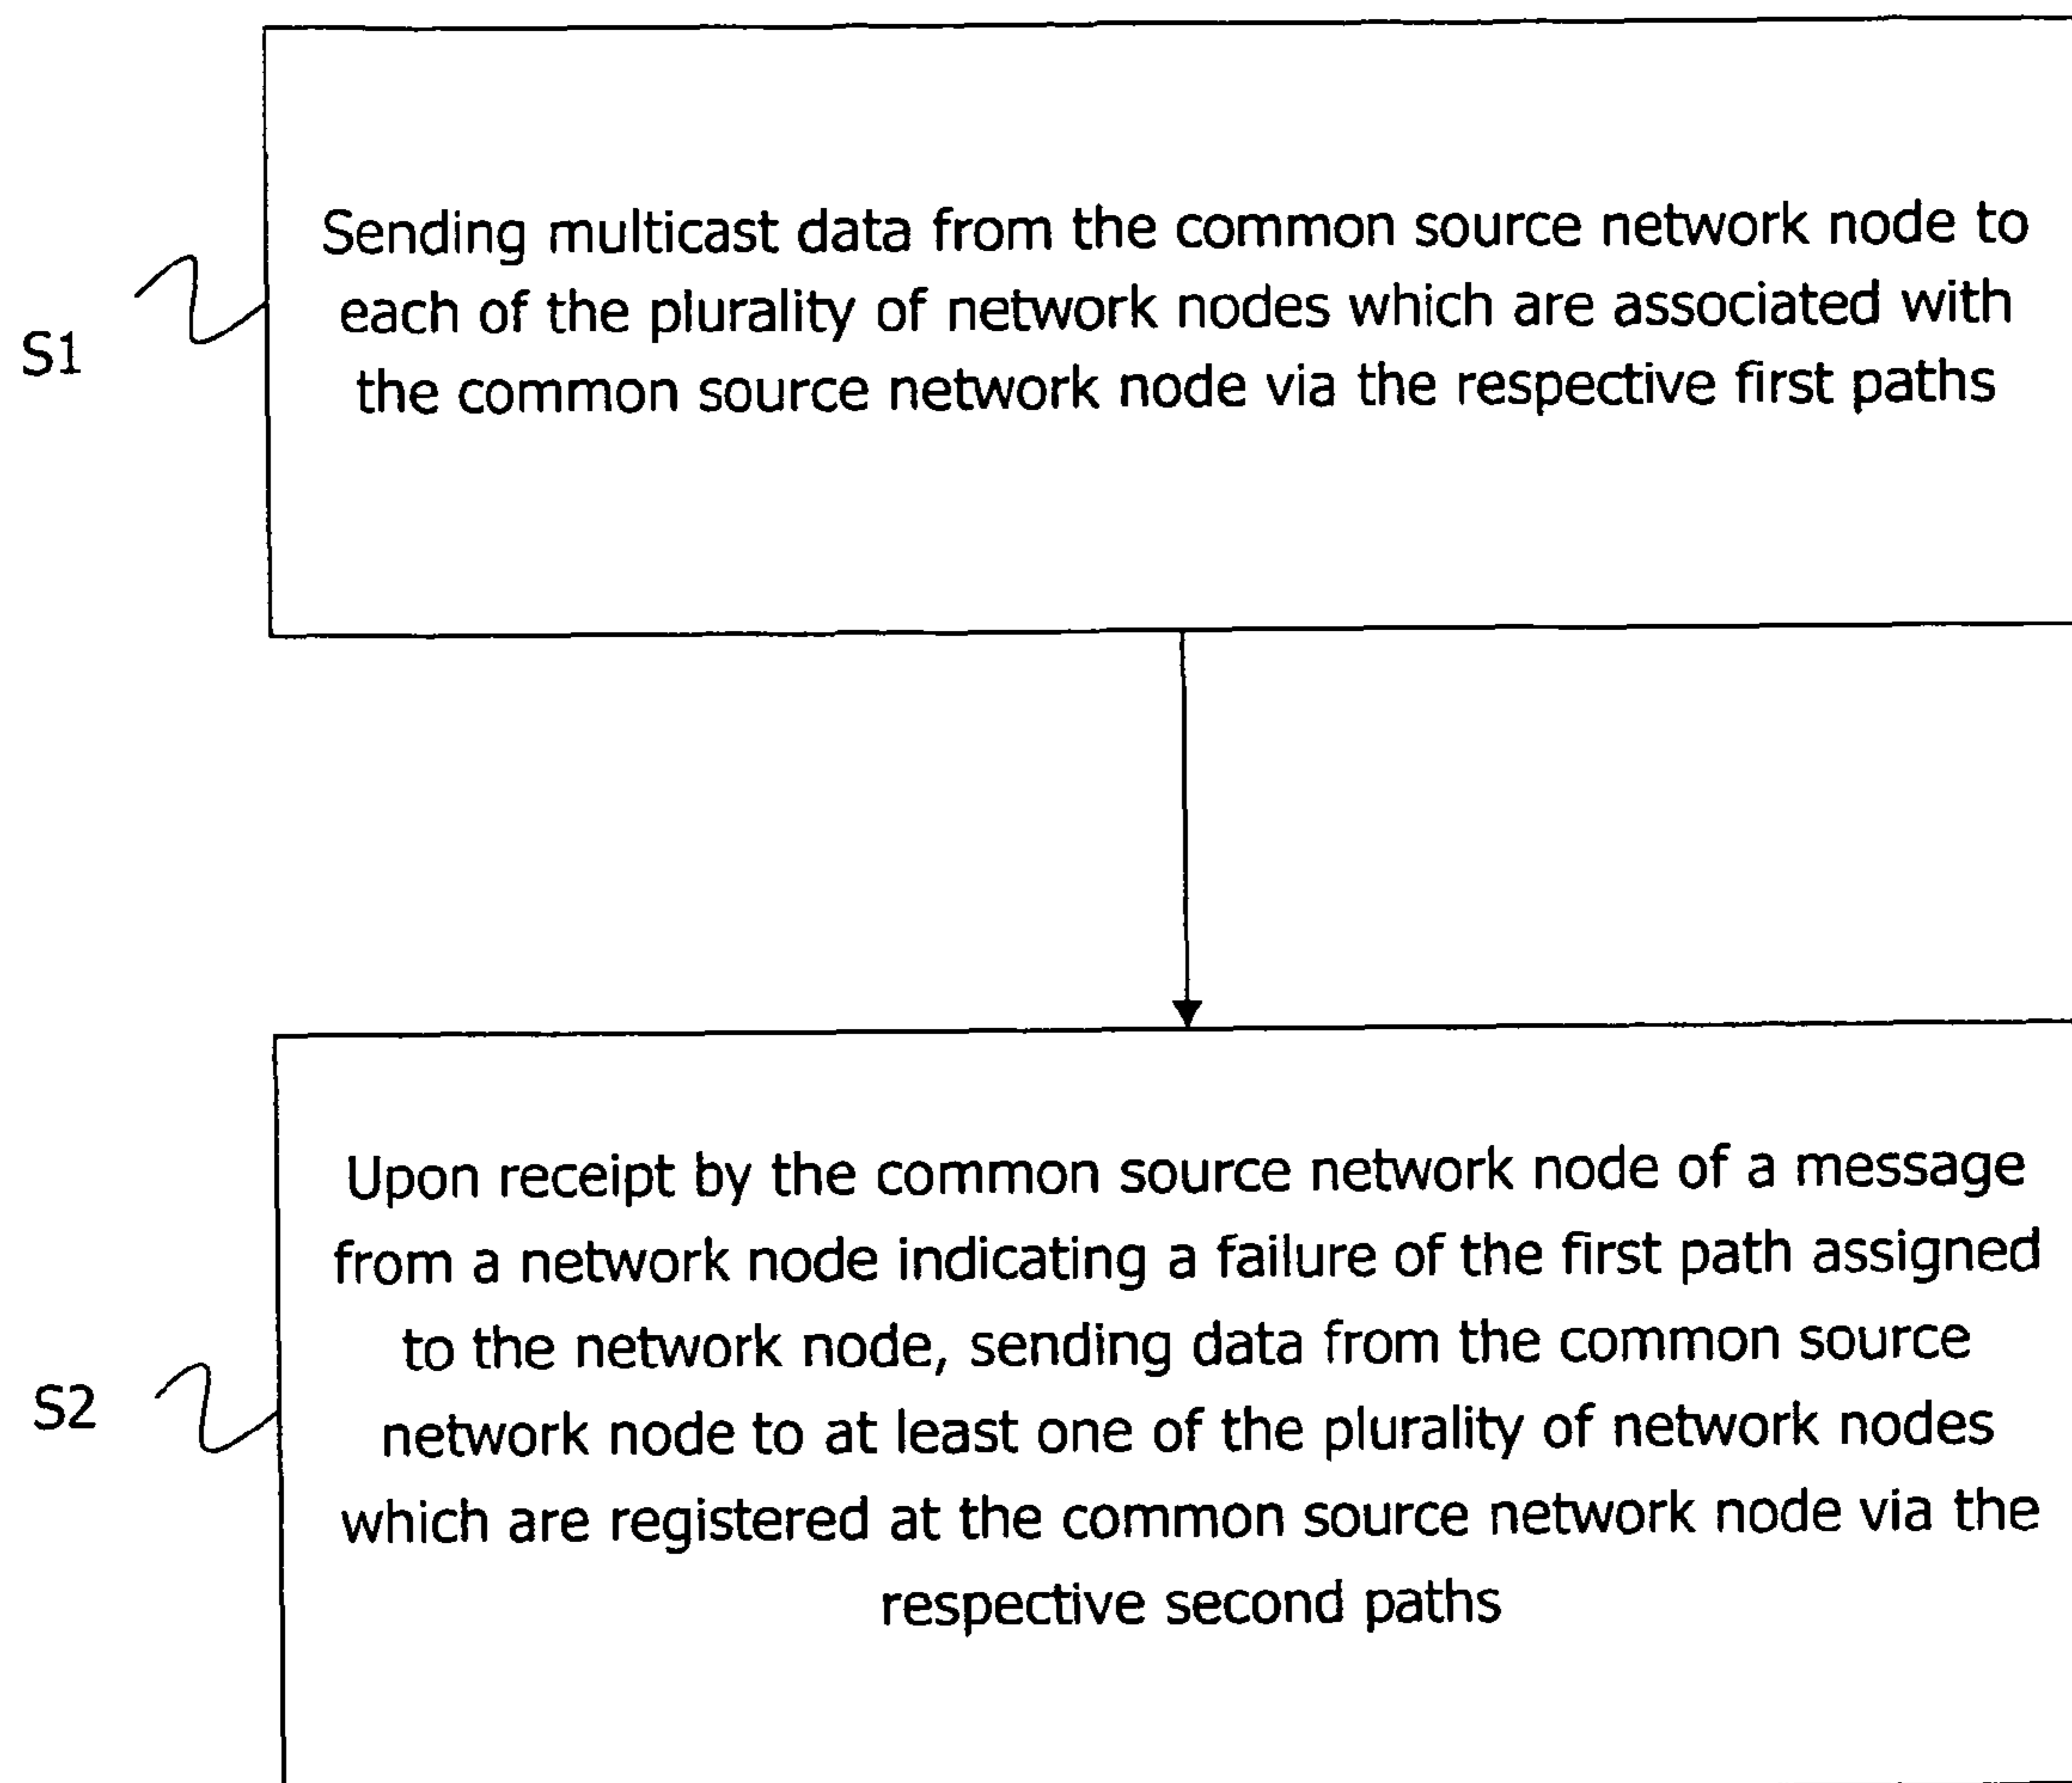 Sending multicast data from the common source network node to
each of the plurality of network nodes which are associated with
the common source network node via the respective first paths
S1
Upon receipt by the common source network node of a message
from a network node indicating a failure of the first path assigned
to the network node, sending data from the common source
network node to at least one of the plurality of network nodes
which are registered at the common source network node via the
respective second paths
S2